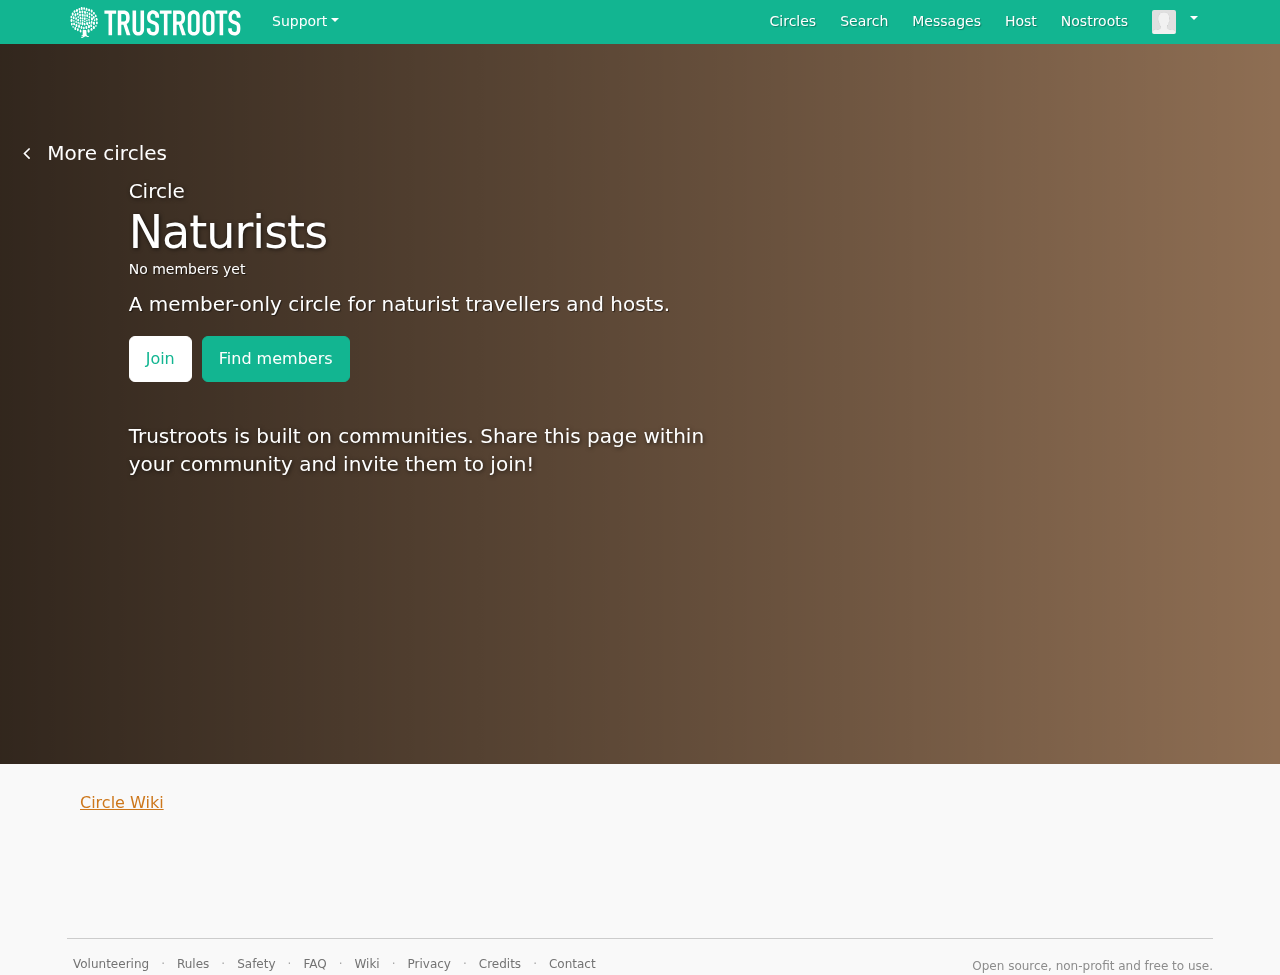 TRUSTROOTS
Support
Circles
Search
Messages
Host
Nostroots
More circles
Circle
Naturists
No members yet
A member-only circle for naturist travellers and hosts.
Join
Find members
Trustroots is built on communities. Share this page within
your community and invite them to join!
Circle Wiki
Volunteering · Rules · Safety · FAQ · Wiki · Privacy · Credits · Contact
Open source, non-profit and free to use.